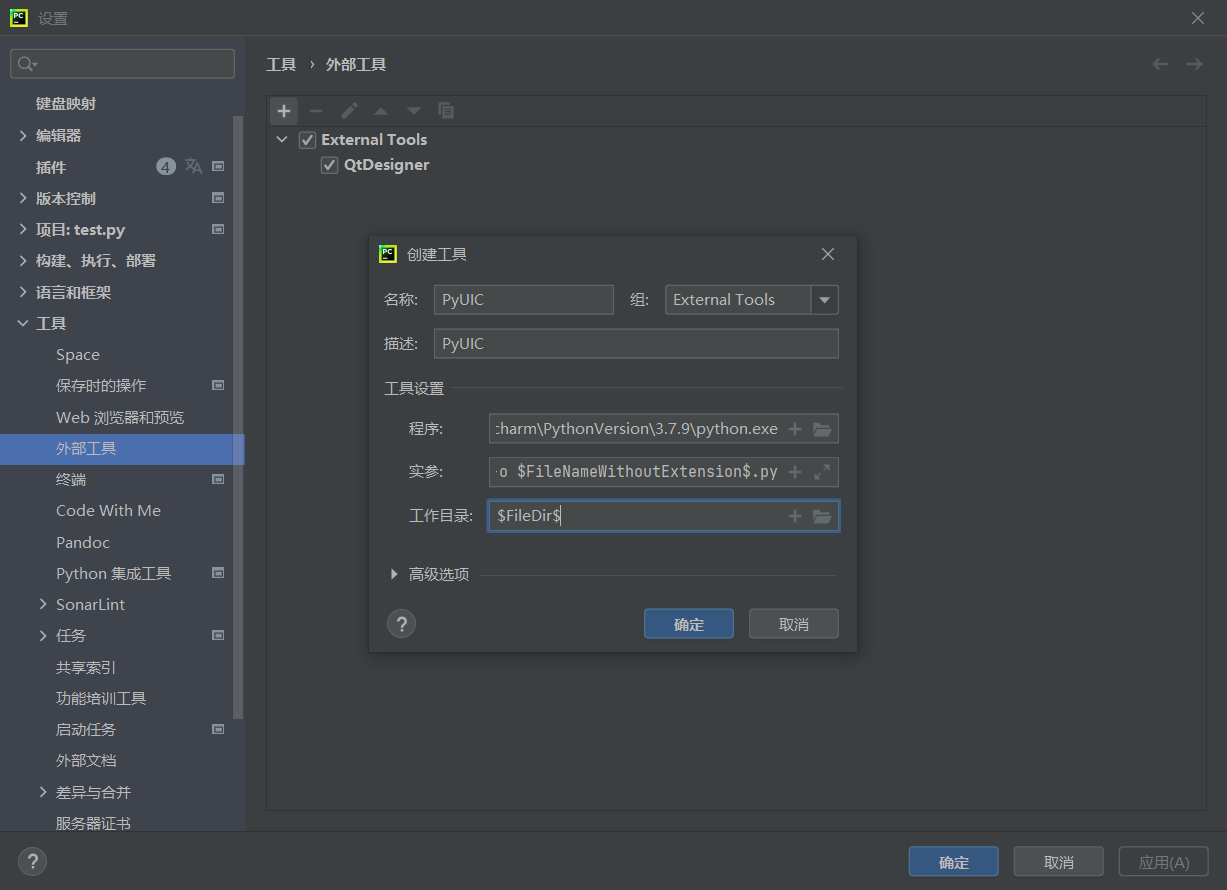 设置
工具 › 外部工具
键盘映射
编辑器
插件 4
版本控制
项目: test.py
构建、执行、部署
语言和框架
工具
Space
保存时的操作
Web 浏览器和预览
外部工具
终端
Code With Me
Pandoc
Python 集成工具
SonarLint
任务
共享索引
功能培训工具
启动任务
外部文档
差异与合并
服务器证书
External Tools
QtDesigner
创建工具
名称: PyUIC 组: External Tools
描述: PyUIC
工具设置
程序: charm\PythonVersion\3.7.9\python.exe
实参: -o $FileNameWithoutExtension$.py
工作目录: $FileDir$
高级选项
? 确定 取消
? 确定 取消 应用(A)